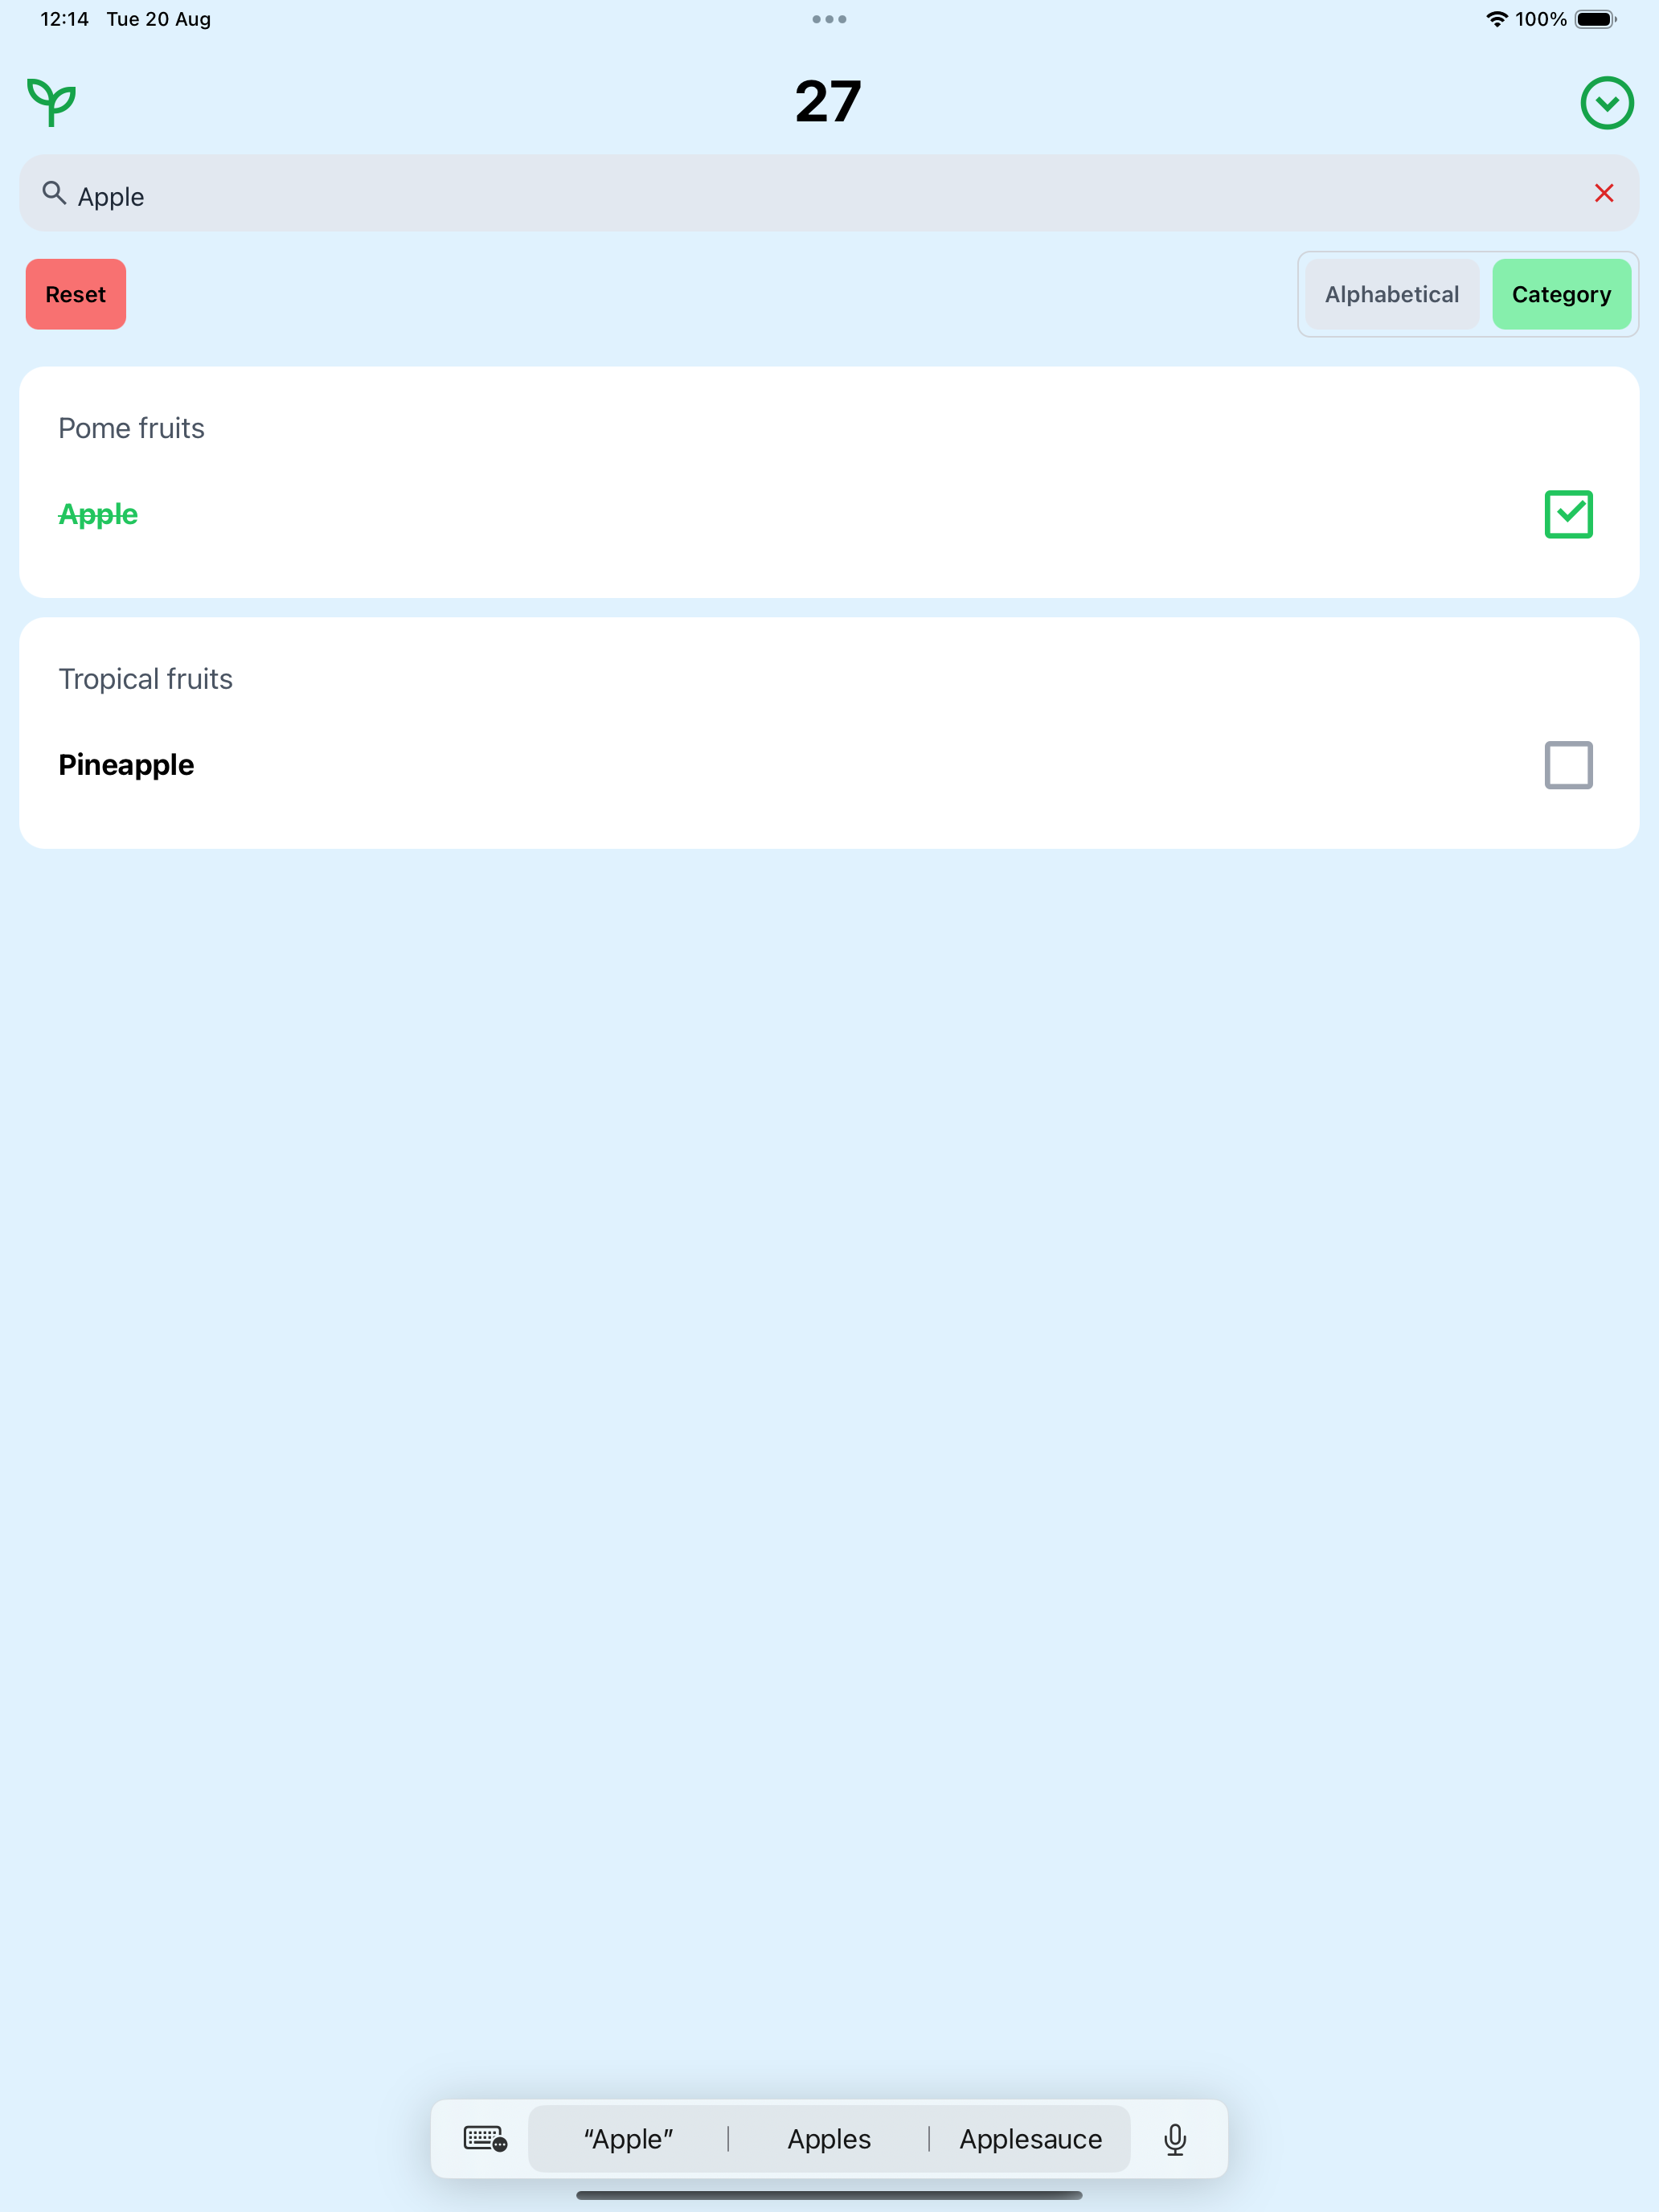 12:14 Tue 20 Aug
100%
27
Apple
Reset
Alphabetical
Category
Pome fruits
Apple
Tropical fruits
Pineapple
“Apple”
Apples
Applesauce